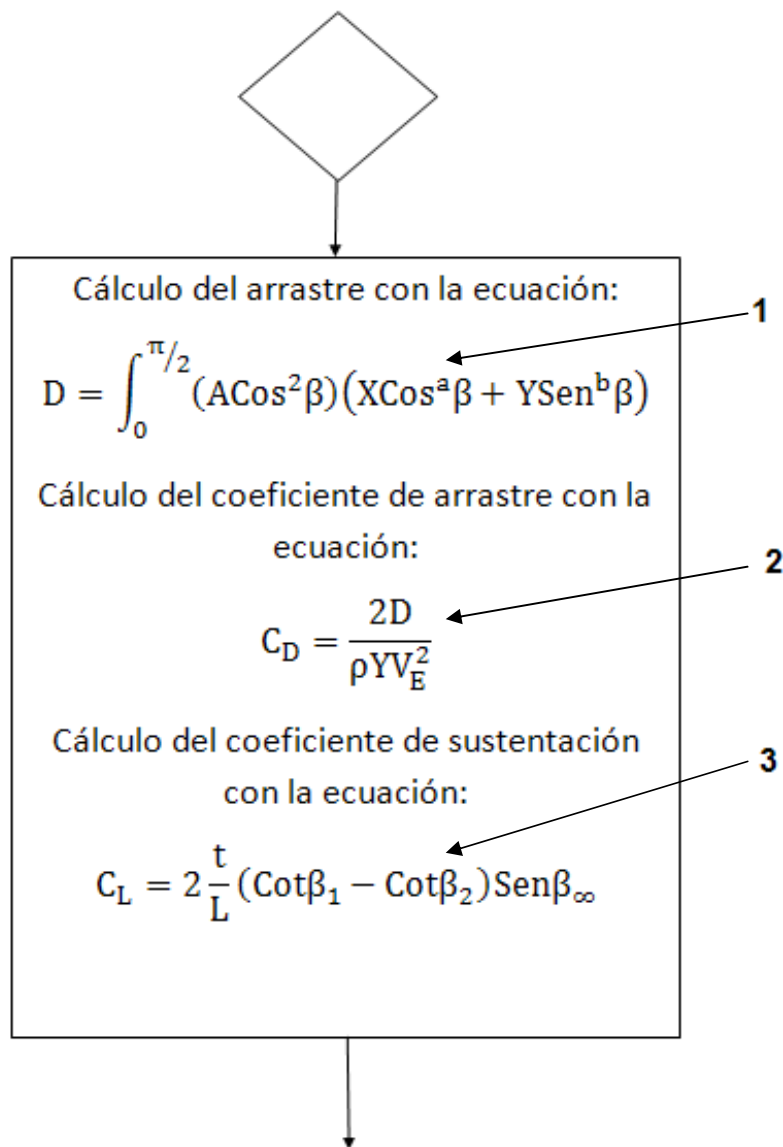 Cálculo del arrastre con la ecuación:
1
D = ∫₀^{π/2} (ACos²β)(XCosᵃβ + YSenᵇβ)
Cálculo del coeficiente de arrastre con la
ecuación:
2
C_D = 2D / ρYV_E²
Cálculo del coeficiente de sustentación
con la ecuación:
3
C_L = 2 t/L (Cotβ₁ − Cotβ₂)Senβ_∞